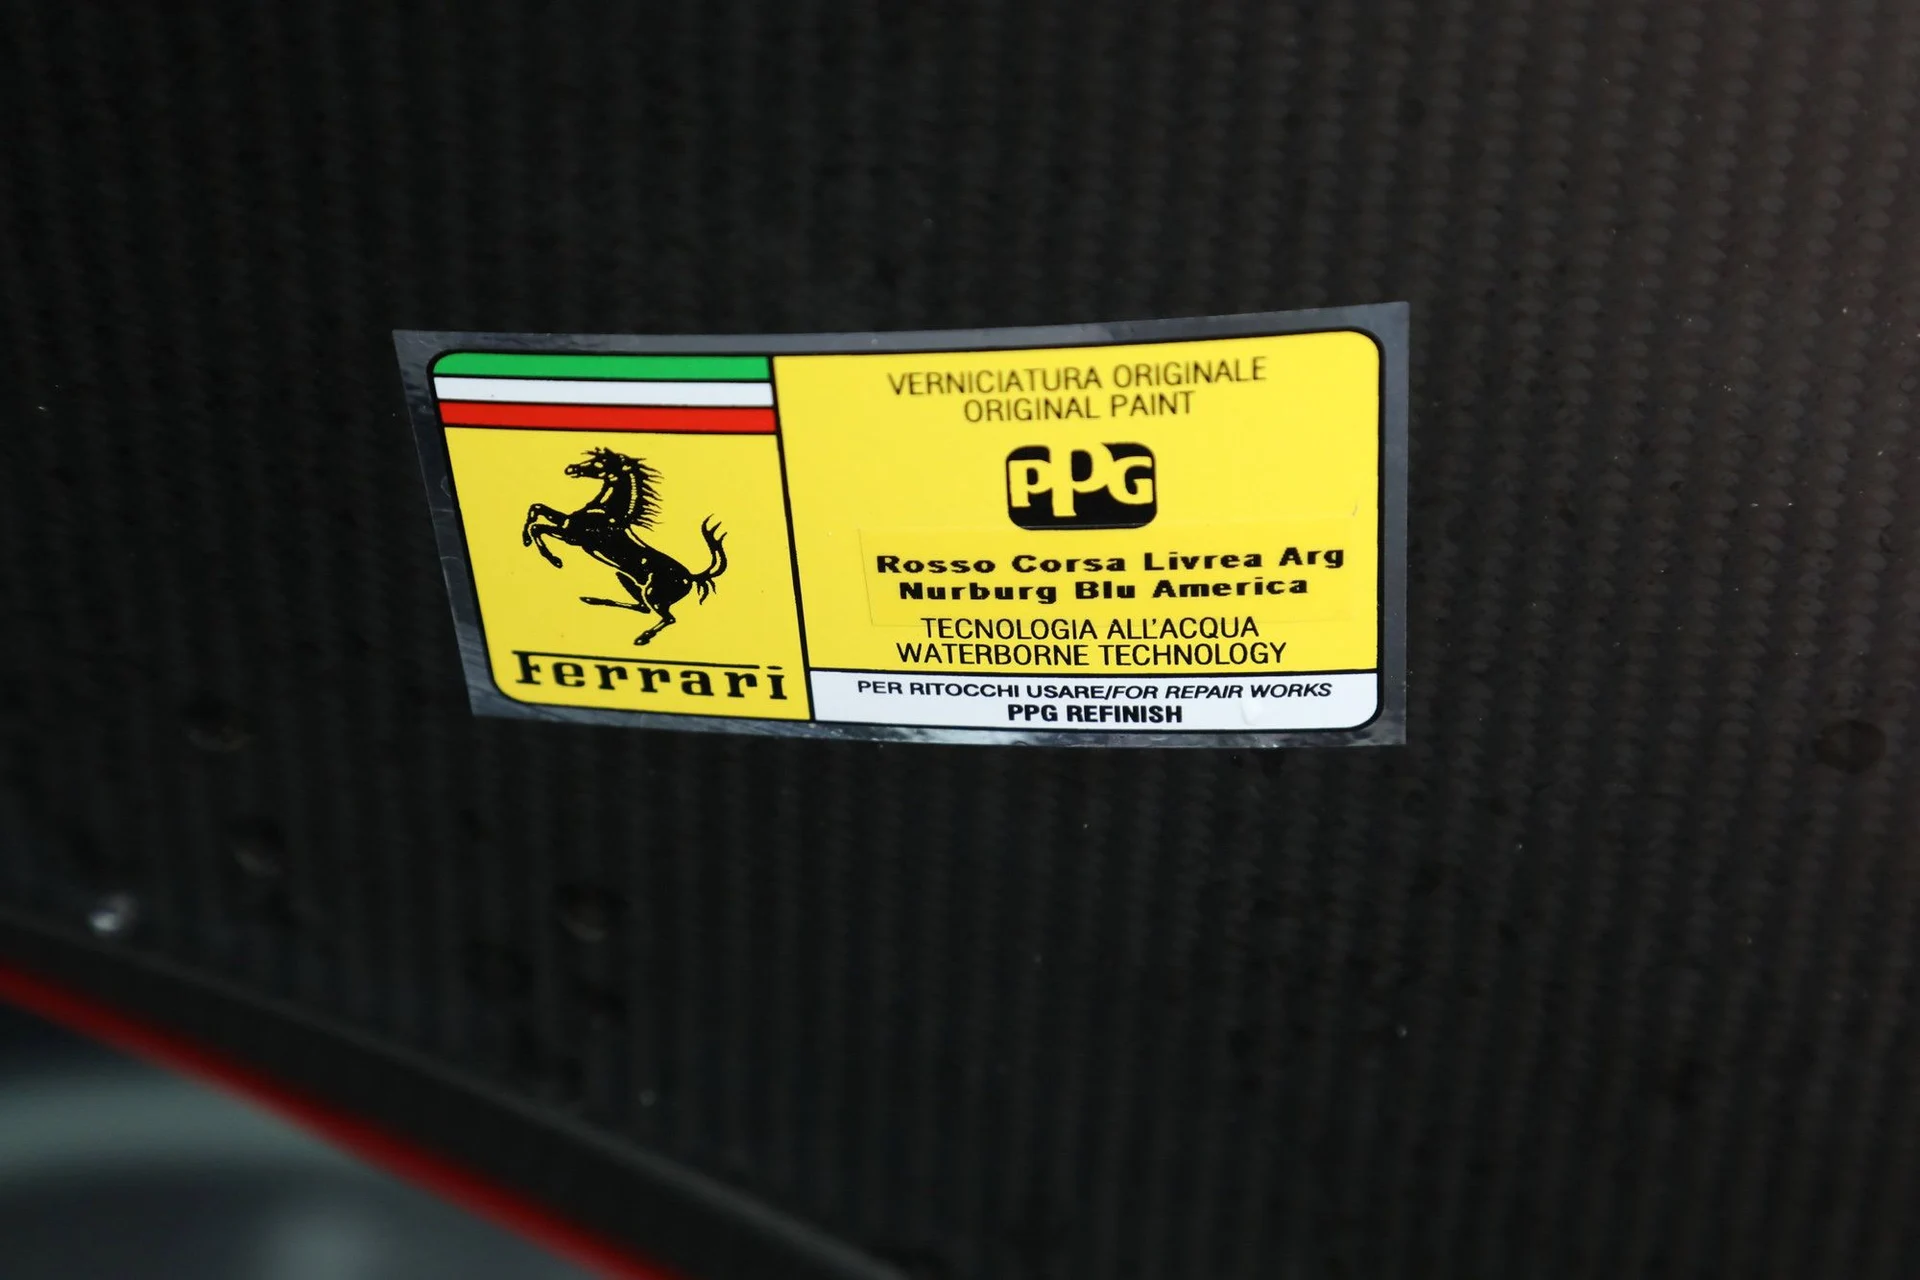 Ferrari
VERNICIATURA ORIGINALE
ORIGINAL PAINT
PPG
Rosso Corsa Livrea Arg
Nurburg Blu America
TECNOLOGIA ALL'ACQUA
WATERBORNE TECHNOLOGY
PER RITOCCHI USARE/FOR REPAIR WORKS
PPG REFINISH